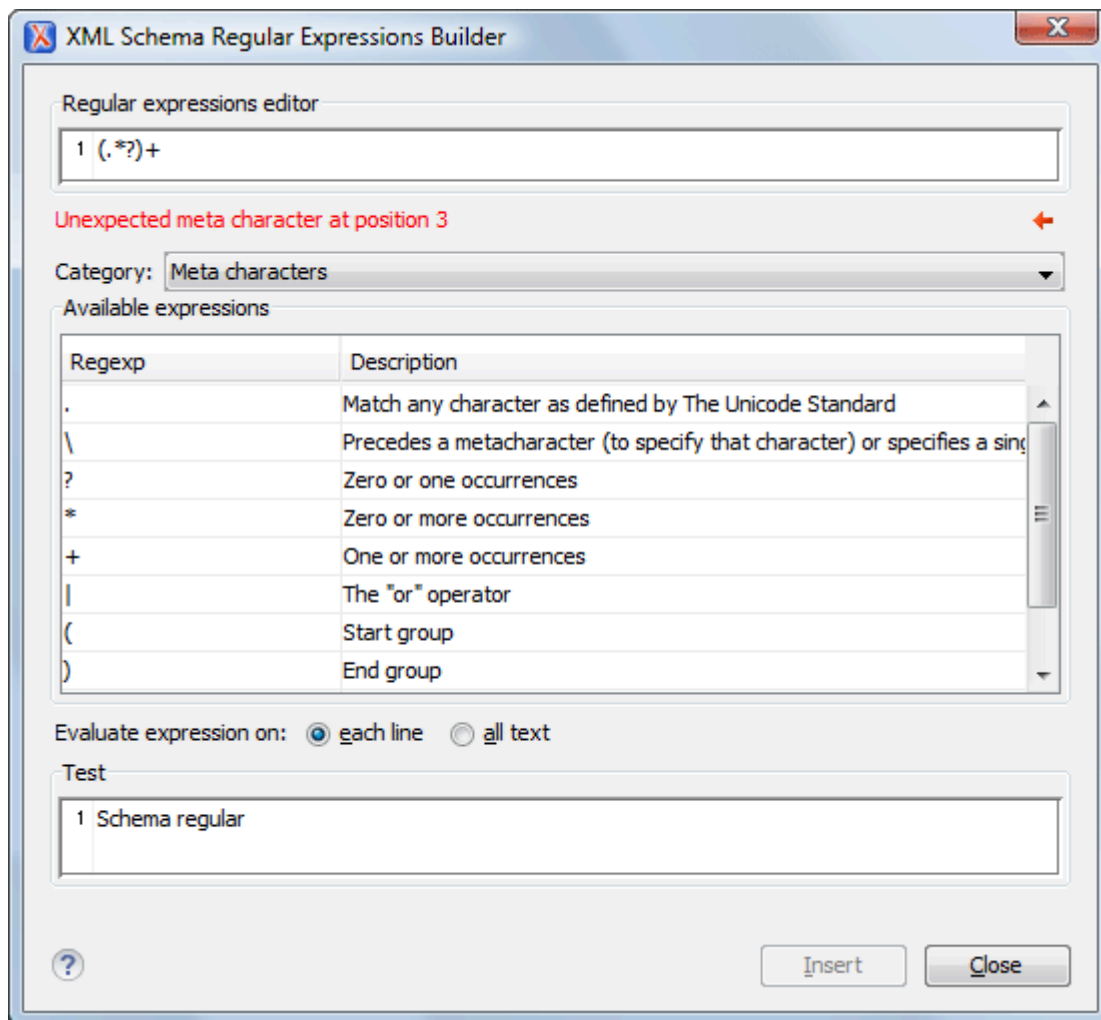 XML Schema Regular Expressions Builder
Regular expressions editor
1 (.*?)+
Unexpected meta character at position 3
Category: Meta characters
Available expressions
Regexp Description
. Match any character as defined by The Unicode Standard
\ Precedes a metacharacter (to specify that character) or specifies a
? Zero or one occurrences
* Zero or more occurrences
+ One or more occurrences
| The "or" operator
( Start group
) End group
Evaluate expression on: each line all text
Test
1 Schema regular
? Insert Close